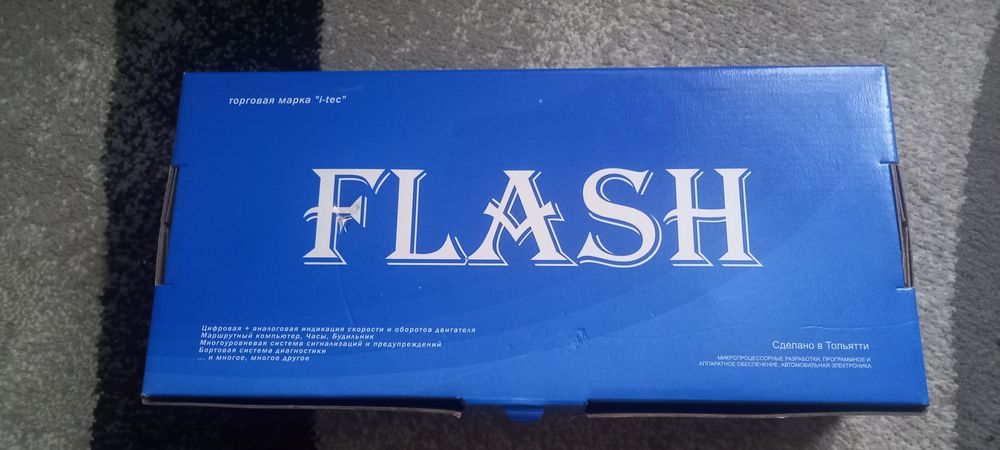 торговая марка "i-tec"
FLASH
Цифровая + аналоговая индикация скорости и оборотов двигателя
Маршрутный компьютер, Часы, Будильник
Многоуровневая система сигнализаций и предупреждений
Бортовая система диагностики
... и многое, многое другое
Сделано в Тольятти
МИКРОПРОЦЕССОРНЫЕ РАЗРАБОТКИ, ПРОГРАММНОЕ И
АППАРАТНОЕ ОБЕСПЕЧЕНИЕ, АВТОМОБИЛЬНАЯ ЭЛЕКТРОНИКА